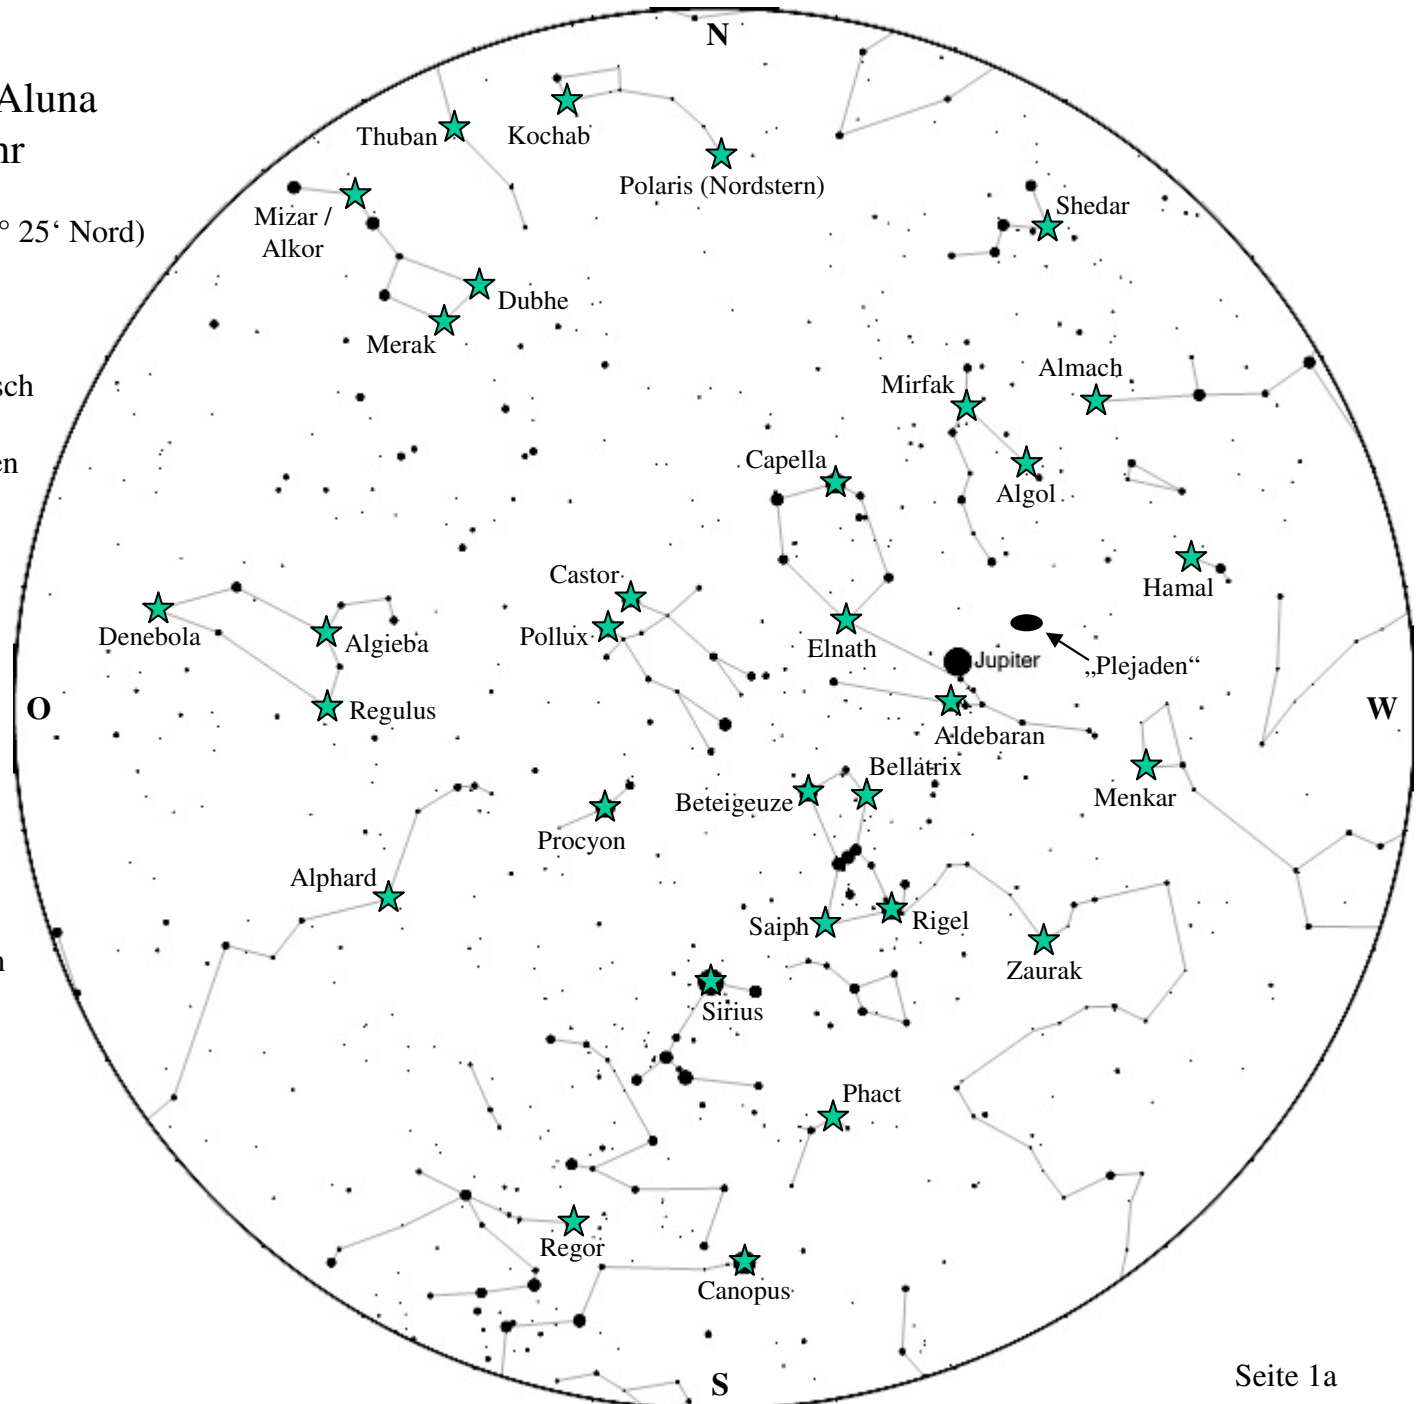 N
Aluna
hr
° 25‘ Nord)
sch
en
n
Thuban
Kochab
Polaris (Nordstern)
Mizar /
Alkor
Shedar
Dubhe
Merak
Mirfak
Almach
Capella
Algol
Castor
Hamal
Denebola
Algieba
Pollux
Elnath
Jupiter
„Plejaden“
O
Regulus
W
Aldebaran
Bellatrix
Beteigeuze
Menkar
Procyon
Alphard
Saiph
Rigel
Zaurak
Sirius
Phact
Regor
Canopus
S
Seite 1a